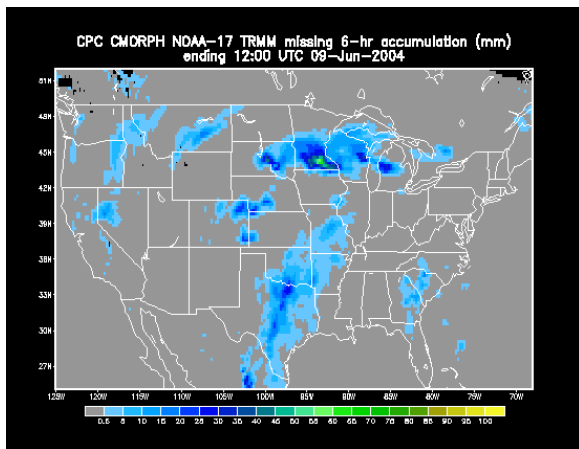 CPC CMORPH NOAA-17 TRMM missing 6-hr accumulation (mm)
ending 12:00 UTC 09-Jun-2004
51N
48N
45N
42N
39N
36N
33N
30N
27N
125W 120W 115W 110W 105W 100W 95W 90W 85W 80W 75W 70W
0.5 5 10 15 20 25 30 35 40 45 50 55 60 65 70 75 80 85 90 95 100